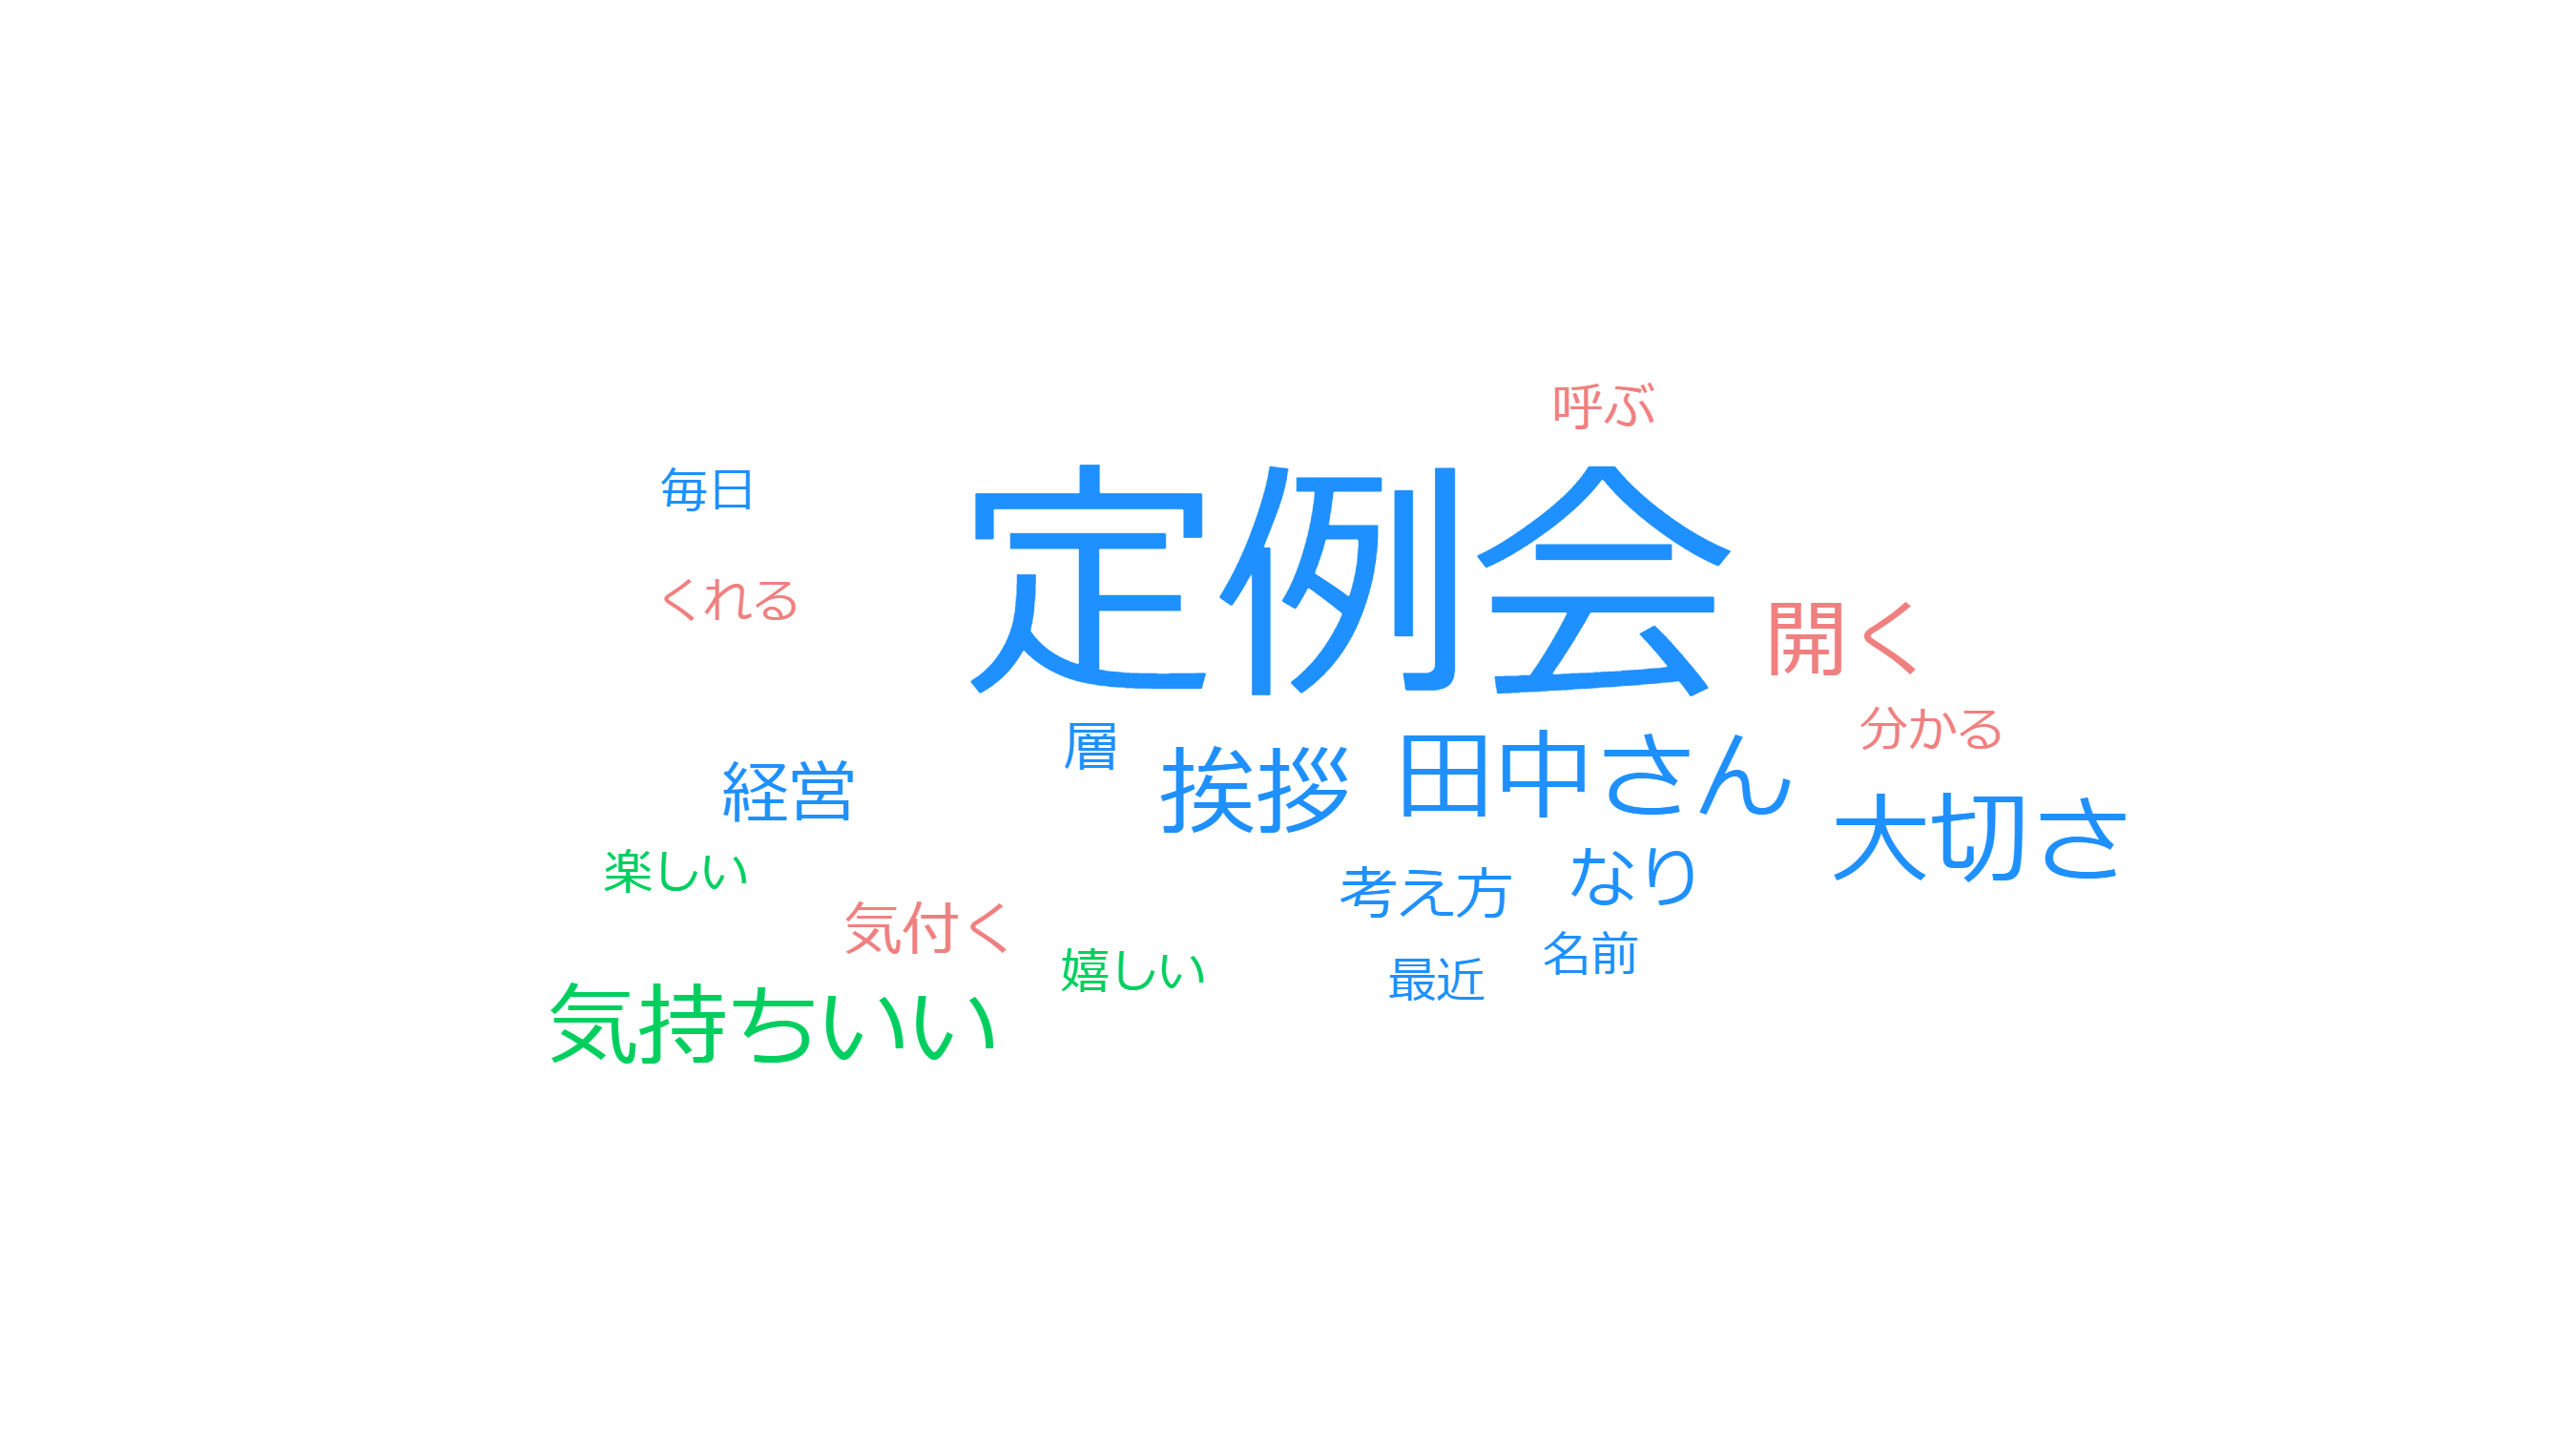 呼ぶ
毎日
定例会
くれる
開く
分かる
層
田中さん
挨拶
経営
大切さ
なり
楽しい
考え方
気付く
名前
嬉しい
最近
気持ちいい